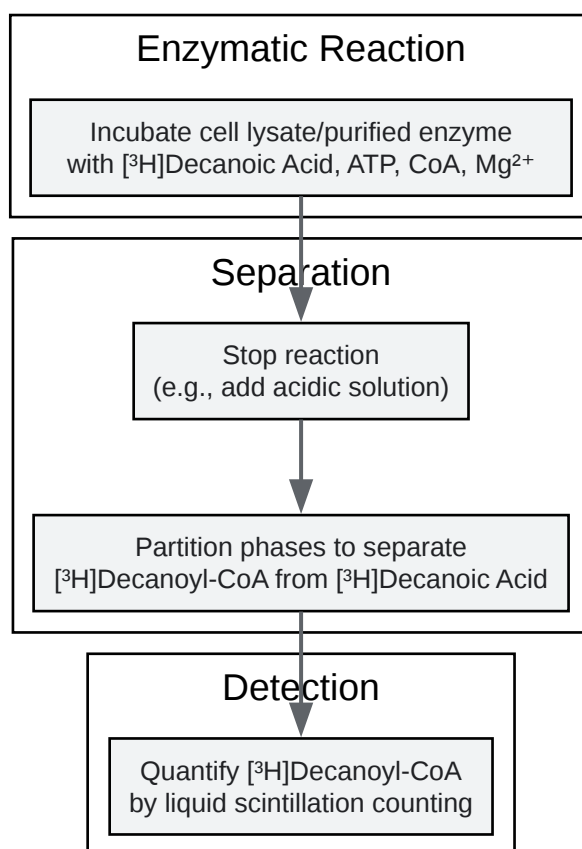 Enzymatic Reaction
Incubate cell lysate/purified enzyme
with [³H]Decanoic Acid, ATP, CoA, Mg²⁺
Separation
Stop reaction
(e.g., add acidic solution)
Partition phases to separate
[³H]Decanoyl-CoA from [³H]Decanoic Acid
Detection
Quantify [³H]Decanoyl-CoA
by liquid scintillation counting